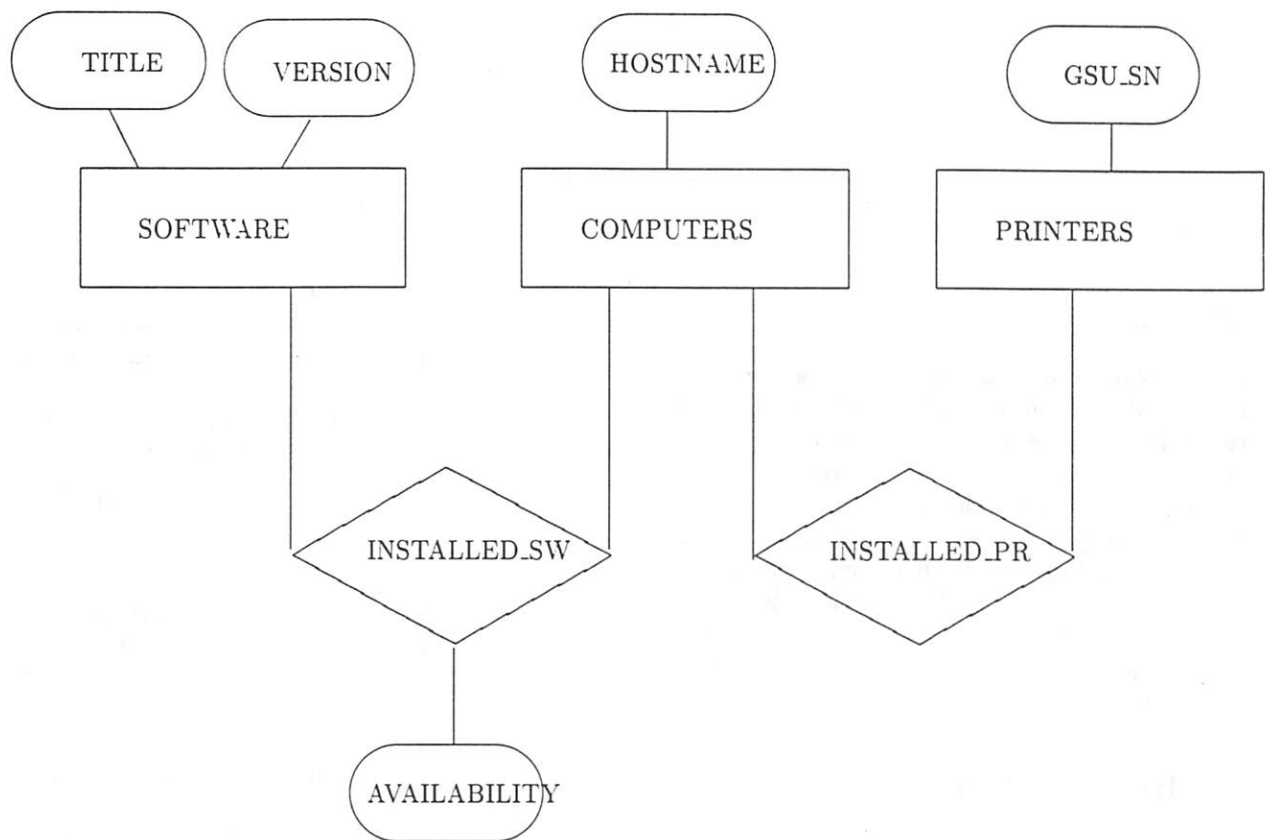 TITLE
VERSION
HOSTNAME
GSU_SN
SOFTWARE
COMPUTERS
PRINTERS
INSTALLED_SW
INSTALLED_PR
AVAILABILITY